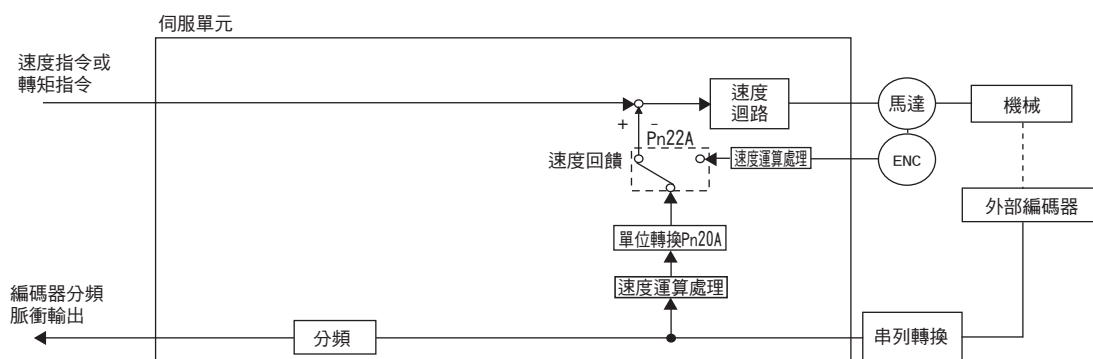 伺服單元
速度指令或
轉矩指令
速度
迴路
馬達
機械
+ -
Pn22A
速度回饋
速度運算處理
ENC
外部編碼器
單位轉換Pn20A
速度運算處理
編碼器分頻
脈衝輸出
分頻
串列轉換